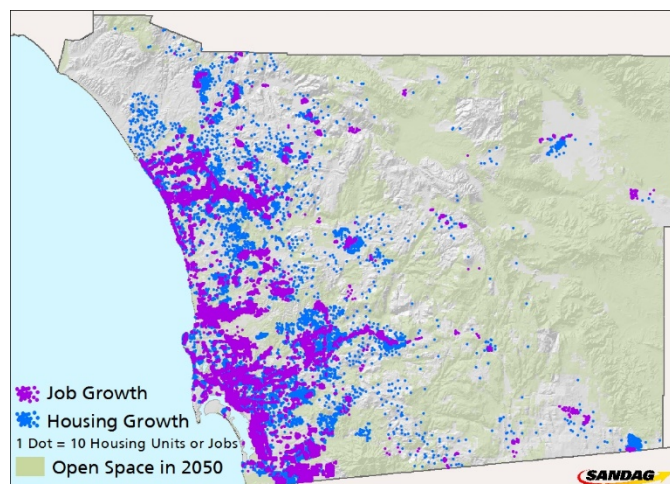 Job Growth
Housing Growth
1 Dot = 10 Housing Units or Jobs
Open Space in 2050
SANDAG